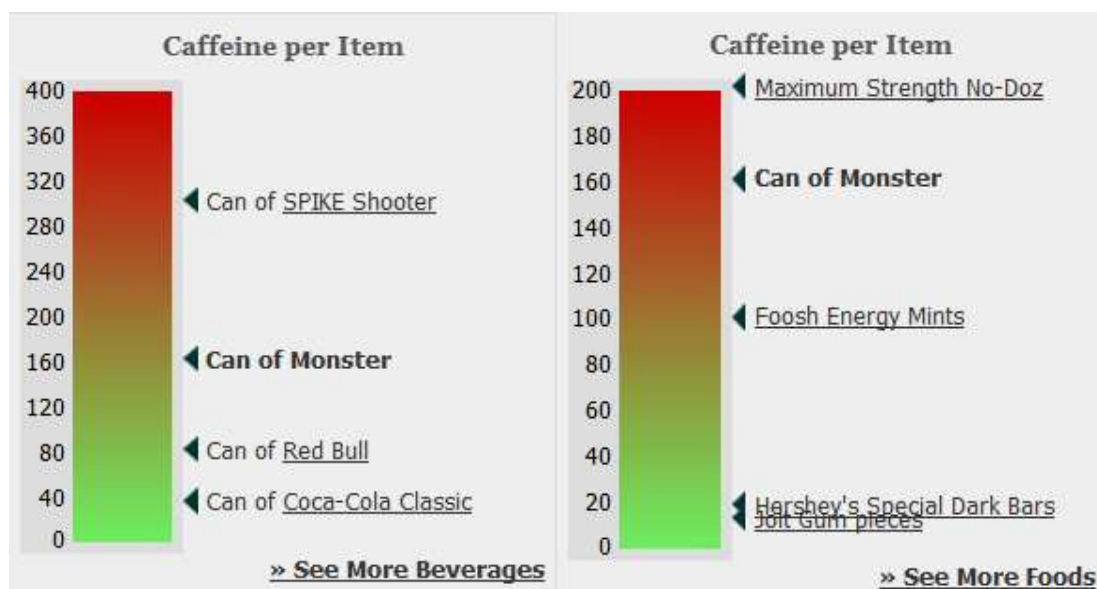 Caffeine per Item
400
360
320
280
240
200
160
120
80
40
0
Can of SPIKE Shooter
Can of Monster
Can of Red Bull
Can of Coca-Cola Classic
» See More Beverages
Caffeine per Item
200
180
160
140
120
100
80
60
40
20
0
Maximum Strength No-Doz
Can of Monster
Foosh Energy Mints
Hershey's Special Dark Bars
Jolt Gum pieces
» See More Foods